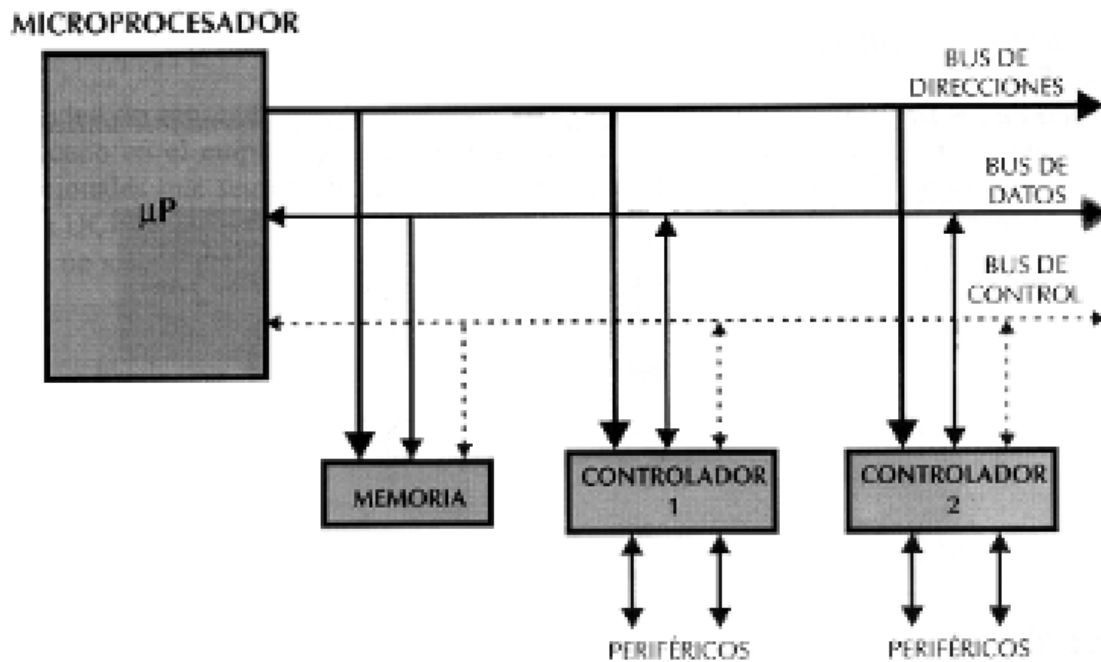 MICROPROCESADOR
BUS DE
DIRECCIONES
BUS DE
DATOS
µP
BUS DE
CONTROL
MEMORIA
CONTROLADOR
1
CONTROLADOR
2
PERIFÉRICOS
PERIFÉRICOS